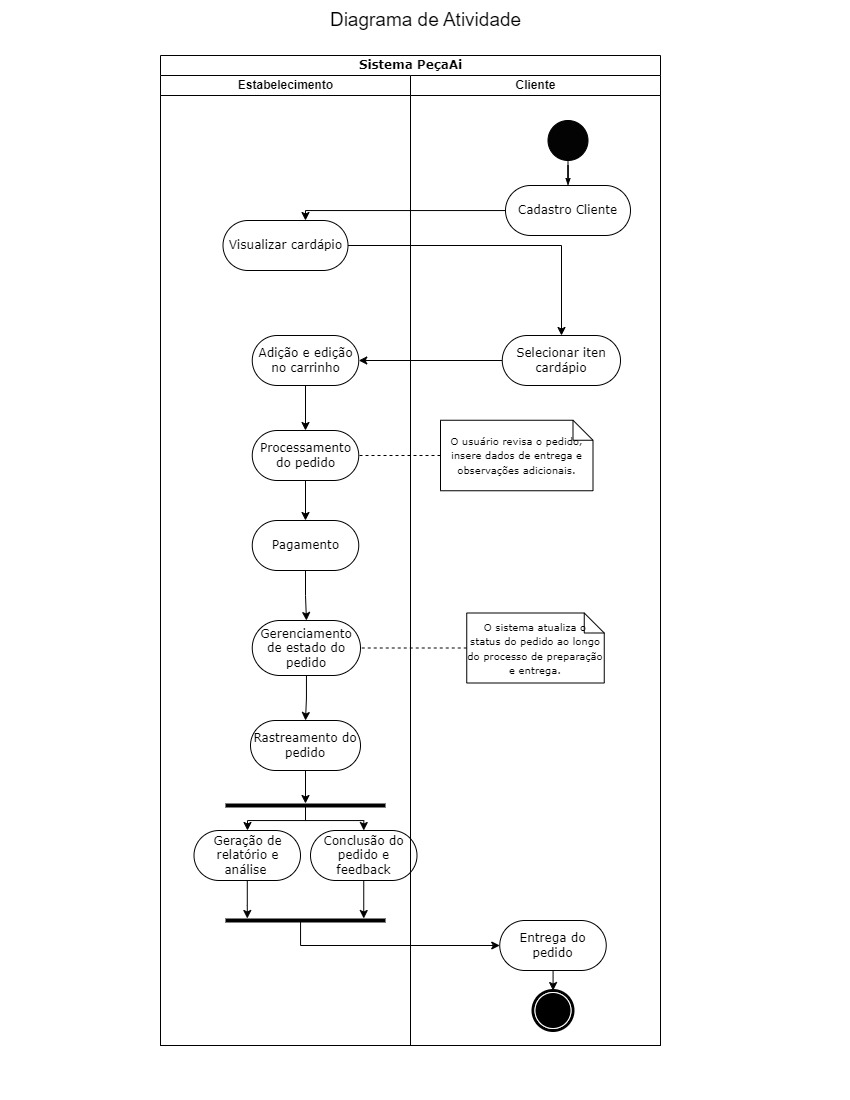 Diagrama de Atividade
Sistema PeçaAi
Estabelecimento
Cliente
Cadastro Cliente
Visualizar cardápio
Selecionar iten
cardápio
Adição e edição
no carrinho
Processamento
do pedido
O usuário revisa o pedido,
insere dados de entrega e
observações adicionais.
Pagamento
Gerenciamento
de estado do
pedido
O sistema atualiza o
status do pedido ao longo
do processo de preparação
e entrega.
Rastreamento do
pedido
Geração de
relatório e
análise
Conclusão do
pedido e
feedback
Entrega do
pedido